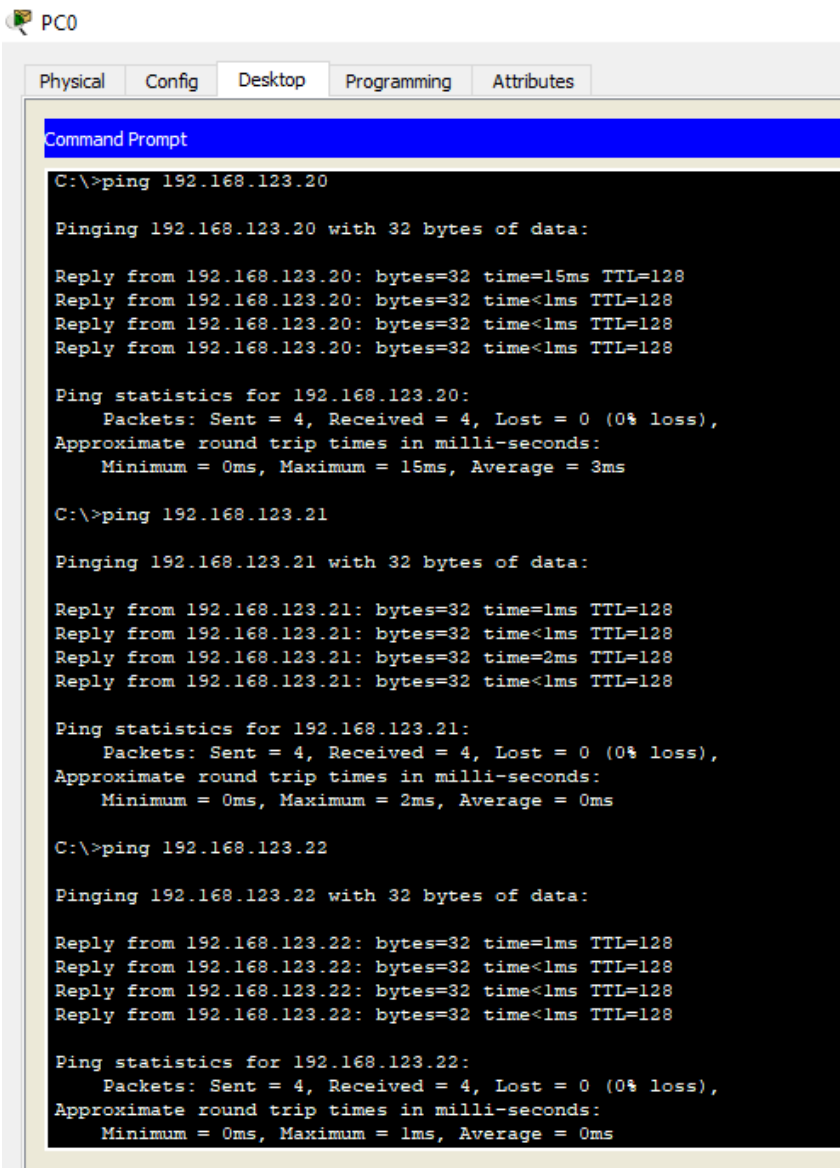 PC0
Physical Config Desktop Programming Attributes
Command Prompt
C:\>ping 192.168.123.20
Pinging 192.168.123.20 with 32 bytes of data:
Reply from 192.168.123.20: bytes=32 time=15ms TTL=128
Reply from 192.168.123.20: bytes=32 time<1ms TTL=128
Reply from 192.168.123.20: bytes=32 time<1ms TTL=128
Reply from 192.168.123.20: bytes=32 time<1ms TTL=128
Ping statistics for 192.168.123.20:
Packets: Sent = 4, Received = 4, Lost = 0 (0% loss),
Approximate round trip times in milli-seconds:
Minimum = 0ms, Maximum = 15ms, Average = 3ms
C:\>ping 192.168.123.21
Pinging 192.168.123.21 with 32 bytes of data:
Reply from 192.168.123.21: bytes=32 time=1ms TTL=128
Reply from 192.168.123.21: bytes=32 time<1ms TTL=128
Reply from 192.168.123.21: bytes=32 time=2ms TTL=128
Reply from 192.168.123.21: bytes=32 time<1ms TTL=128
Ping statistics for 192.168.123.21:
Packets: Sent = 4, Received = 4, Lost = 0 (0% loss),
Approximate round trip times in milli-seconds:
Minimum = 0ms, Maximum = 2ms, Average = 0ms
C:\>ping 192.168.123.22
Pinging 192.168.123.22 with 32 bytes of data:
Reply from 192.168.123.22: bytes=32 time=1ms TTL=128
Reply from 192.168.123.22: bytes=32 time<1ms TTL=128
Reply from 192.168.123.22: bytes=32 time<1ms TTL=128
Reply from 192.168.123.22: bytes=32 time<1ms TTL=128
Ping statistics for 192.168.123.22:
Packets: Sent = 4, Received = 4, Lost = 0 (0% loss),
Approximate round trip times in milli-seconds:
Minimum = 0ms, Maximum = 1ms, Average = 0ms